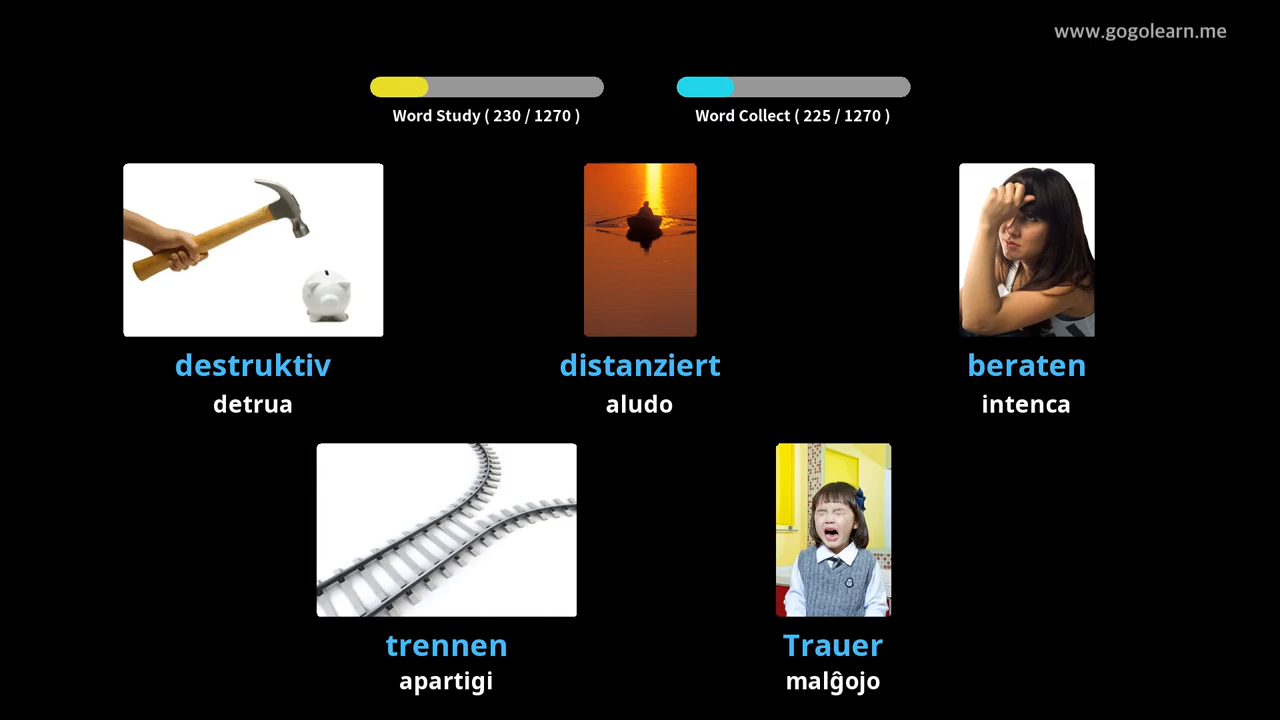 www.gogolearn.me
Word Study ( 230 / 1270 )
Word Collect ( 225 / 1270 )
destruktiv
detrua
distanziert
aludo
beraten
intenca
trennen
apartigi
Trauer
malĝojo